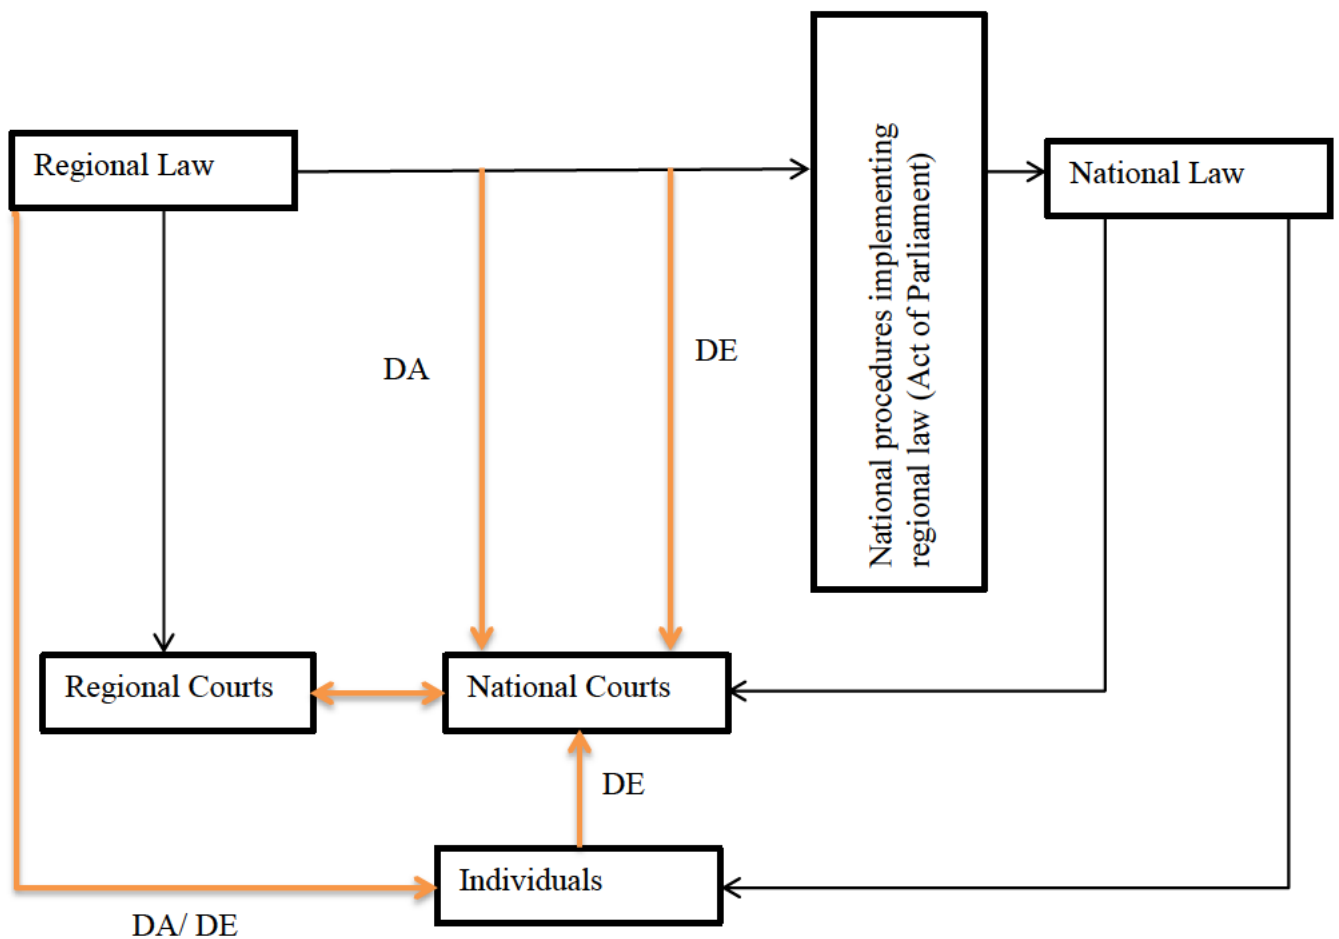 Regional Law
National procedures implementing
regional law (Act of Parliament)
National Law
DA
DE
Regional Courts
National Courts
DE
Individuals
DA/ DE